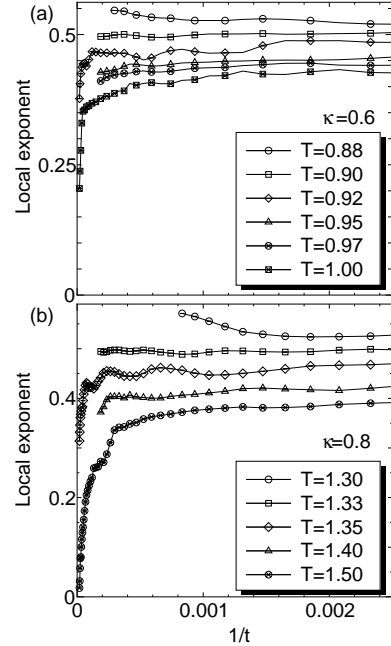 (a)
0.5
0.25
0
Local exponent
κ=0.6
T=0.88
T=0.90
T=0.92
T=0.95
T=0.97
T=1.00
(b)
0.4
0.2
0
Local exponent
κ=0.8
T=1.30
T=1.33
T=1.35
T=1.40
T=1.50
0 0.001 0.002
1/t